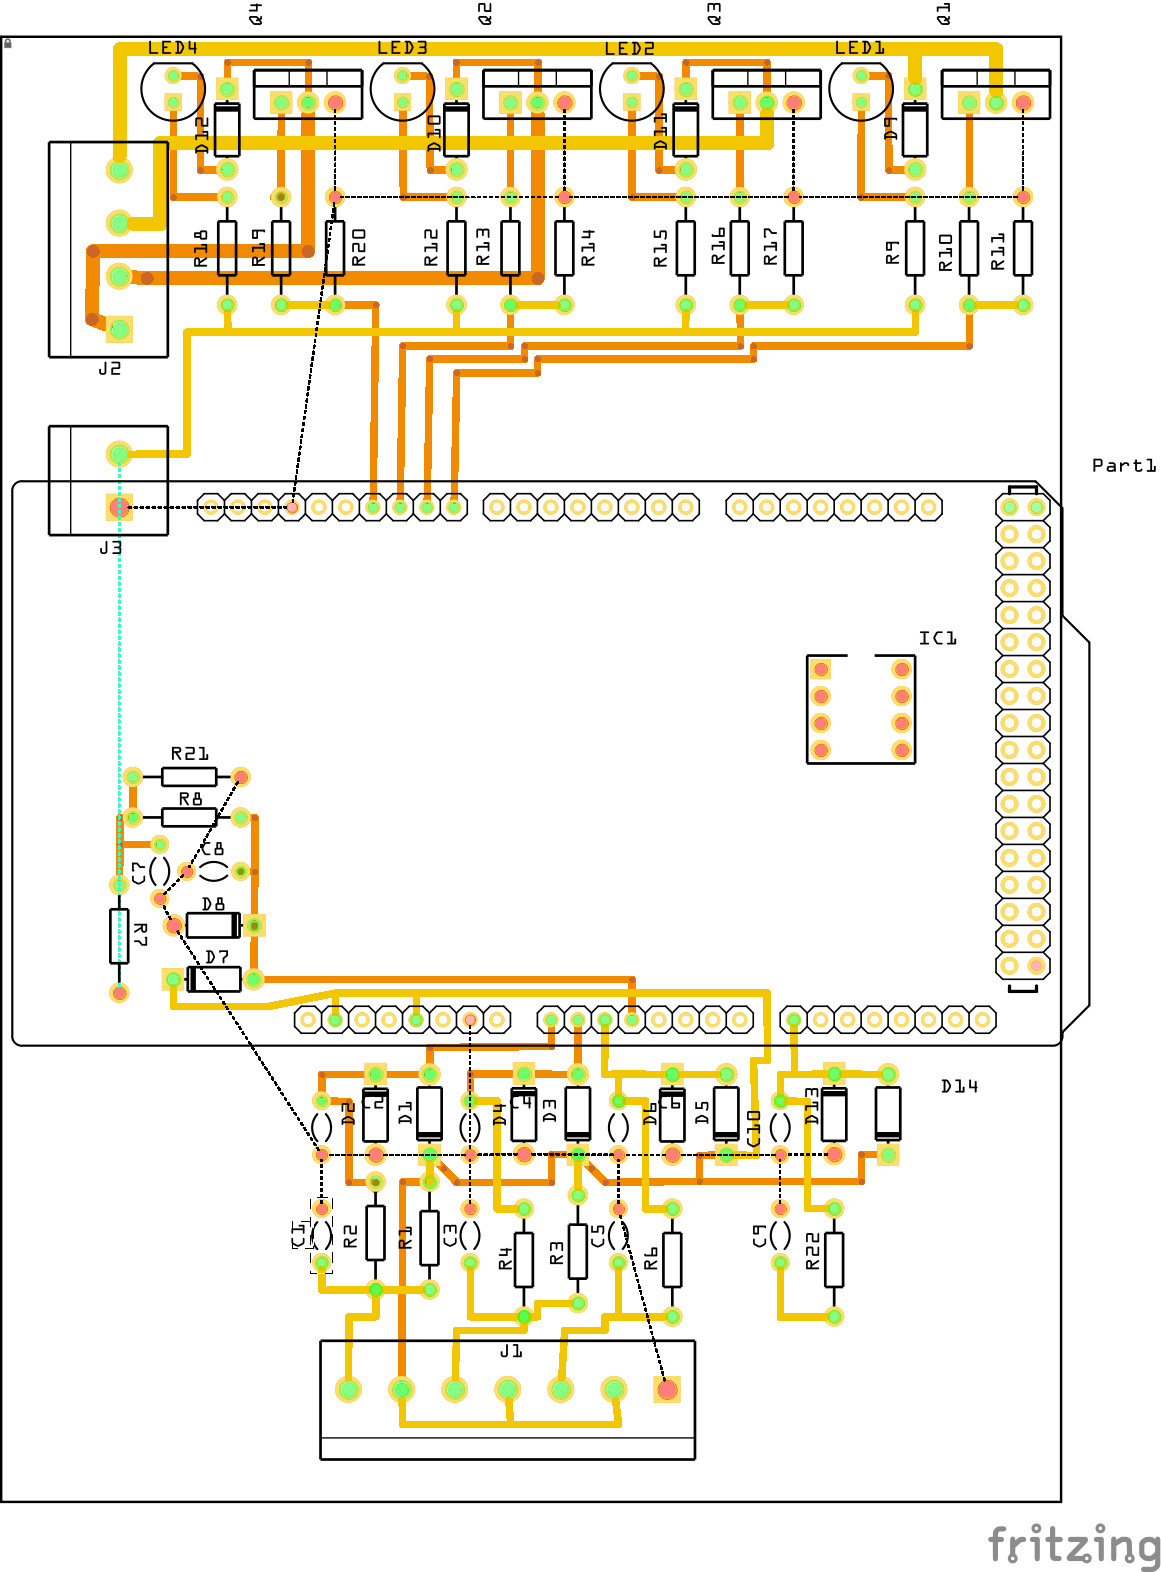 Q4 Q2 Q3 Q1
LED4 LED3 LED2 LED1
D12 D10 D11 D9
R18 R19 R20 R12 R13 R14 R15 R16 R17 R9 R10 R11
J2
Part1
J3
IC1
R21
R8
C8
C7
D8
R7
D7
D14
D2 C2 D1 D4 C4 D3 D6 D5 C10 D13
C1 R2 R1 C3 R4 R3 C5 R6 C9 R22
J1
fritzing